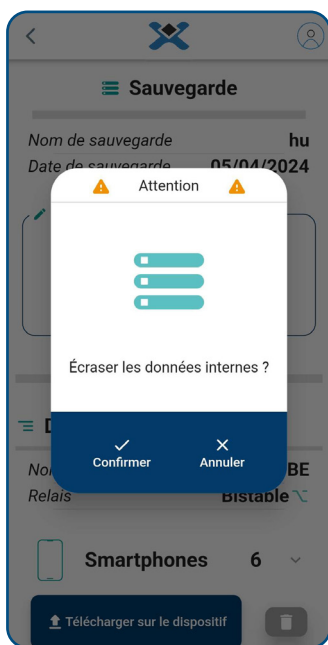 Sauvegarde
Nom de sauvegarde hu
Date de sauvegarde 05/04/2024
Attention
Écraser les données internes ?
Confirmer Annuler
BE
Relais Bistable
Smartphones 6
Télécharger sur le dispositif